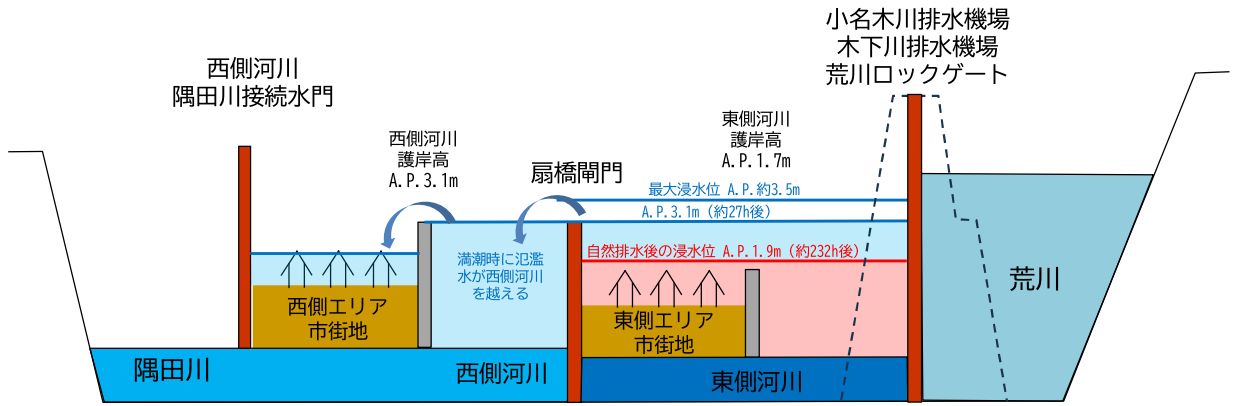 小名木川排水機場
木下川排水機場
荒川ロックゲート
西側河川
隅田川接続水門
東側河川
護岸高
A.P.1.7m
西側河川
護岸高
A.P.3.1m
扇橋閘門
最大浸水位 A.P.約3.5m
A.P.3.1m（約27h後）
自然排水後の浸水位 A.P.1.9m（約232h後）
満潮時に氾濫
水が西側河川
を越える
荒川
西側エリア
市街地
東側エリア
市街地
隅田川
西側河川
東側河川